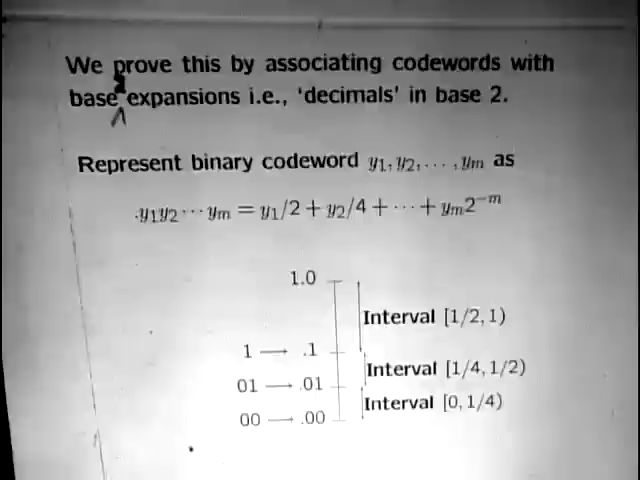 We prove this by associating codewords with
base 2 expansions i.e., 'decimals' in base 2.
Represent binary codeword y1, y2, · · · , ym as
.y1y2 · · · ym = y1/2 + y2/4 + · · · + ym2^−m
1.0
Interval [1/2, 1)
1 → .1
Interval [1/4, 1/2)
01 → .01
Interval [0, 1/4)
00 → .00